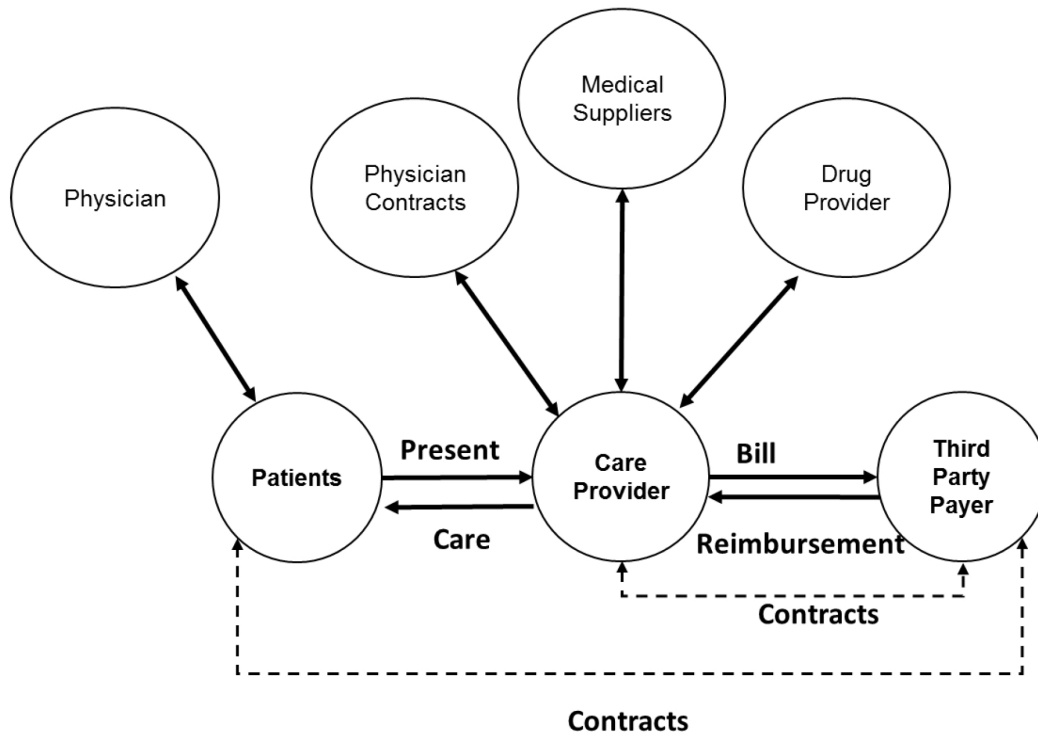 Medical
Suppliers
Physician
Physician
Contracts
Drug
Provider
Patients
Present
Care
Care
Provider
Bill
Reimbursement
Third
Party
Payer
Contracts
Contracts